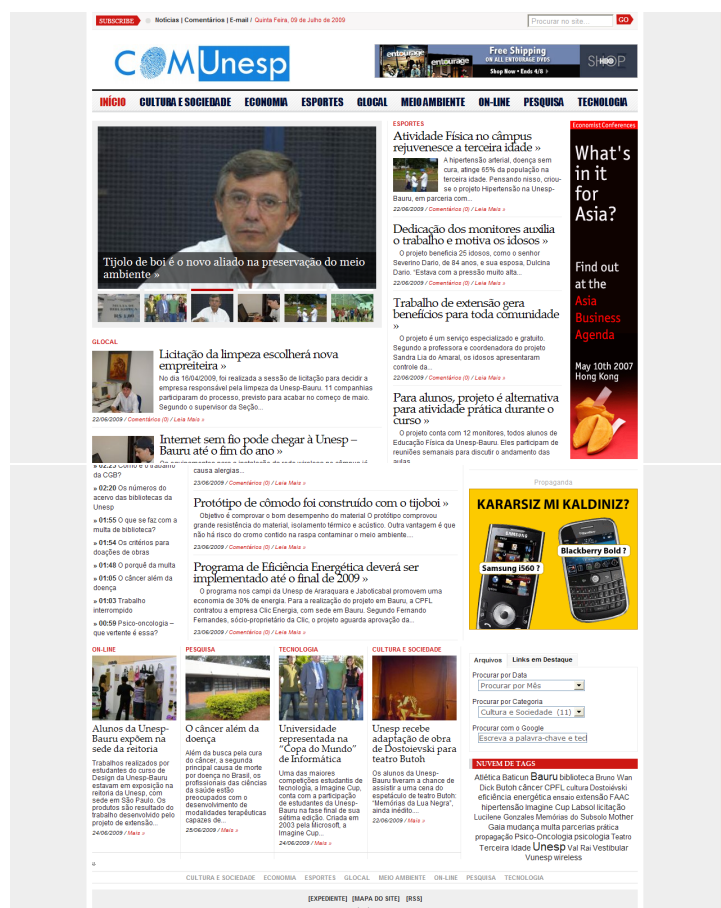 SUBSCRIBE
Notícias | Comentários | E-mail / Quinta Feira, 09 de Julho de 2009
Procurar no site...
GO
COMUnesp
entourage
entourage
Free Shipping
ON ALL ENTOURAGE DVDS
Shop Now • Ends 4/8 >
SHOP
HBO
INÍCIO CULTURA E SOCIEDADE ECONOMIA ESPORTES GLOCAL MEIO AMBIENTE ON-LINE PESQUISA TECNOLOGIA
Tijolo de boi é o novo aliado na preservação do meio
ambiente »
GLOCAL
Licitação da limpeza escolherá nova
empreiteira »
No dia 16/04/2009, foi realizada a sessão de licitação para decidir a
empresa responsável pela limpeza da Unesp-Bauru. 11 companhias
participaram do processo, previsto para acabar no começo de maio.
Segundo o supervisor da Seção...
22/06/2009 / Comentários (0) / Leia Mais »
Internet sem fio pode chegar à Unesp –
Bauru até o fim do ano »
ESPORTES
Atividade Física no câmpus
rejuvenesce a terceira idade »
A hipertensão arterial, doença sem
cura, atinge 65% da população na
terceira idade. Pensando nisso, criou-
se o projeto Hipertensão na Unesp-
Bauru, em parceria com...
22/06/2009 / Comentários (0) / Leia Mais »
Dedicação dos monitores auxilia
o trabalho e motiva os idosos »
O projeto beneficia 25 idosos, como o senhor
Severino Dario, de 84 anos, e sua esposa, Dulcina
Dario. “Estava com a pressão muito alta...
22/06/2009 / Comentários (0) / Leia Mais »
Trabalho de extensão gera
benefícios para toda comunidade
»
O projeto é um serviço especializado e gratuito.
Segundo a professora e coordenadora do projeto
Sandra Lia do Amaral, os idosos apresentaram
controle da...
22/06/2009 / Comentários (0) / Leia Mais »
Para alunos, projeto é alternativa
para atividade prática durante o
curso »
O projeto conta com 12 monitores, todos alunos de
Educação Física da Unesp-Bauru. Eles participam de
reuniões semanais para discutir o andamento das
aulas
Economist Conferences
What's
in it
for
Asia?
Find out
at the
Asia
Business
Agenda
May 10th 2007
Hong Kong
» 02:23 Como é o trabalho
da CGB?
» 02:20 Os números do
acervo das bibliotecas da
Unesp
» 01:55 O que se faz com a
multa de biblioteca?
» 01:54 Os critérios para
doações de obras
» 01:48 O porquê da multa
» 01:05 O câncer além da
doença
» 01:03 Trabalho
interrompido
» 00:59 Psico-oncologia –
que vertente é essa?
causa alergias...
23/06/2009 / Comentários (0) / Leia Mais »
Protótipo de cômodo foi construído com o tijoboi »
Objetivo é comprovar o bom desempenho do material O protótipo comprovou
grande resistência do material, isolamento térmico e acústico. Outra vantagem é que
não há risco do cromo contido na raspa contaminar o meio ambiente....
23/06/2009 / Comentários (0) / Leia Mais »
Programa de Eficiência Energética deverá ser
implementado até o final de 2009 »
O programa nos campi da Unesp de Araraquara e Jaboticabal promovem uma
economia de 30% de energia. Para a realização do projeto em Bauru, a CPFL
contratou a empresa Clic Energia, com sede em Bauru. Segundo Fernando
Fernandes, sócio-proprietário da Clic, o projeto aguarda aprovação da...
23/06/2009 / Comentários (0) / Leia Mais »
Propaganda
KARARSIZ MI KALDINIZ?
Blackberry Bold ?
Samsung i560 ?
ON-LINE
Alunos da Unesp-
Bauru expõem na
sede da reitoria
Trabalhos realizados por
estudantes do curso de
Design da Unesp-Bauru
estavam em exposição na
reitoria da Unesp, com
sede em São Paulo. Os
produtos são resultado do
trabalho desenvolvido pelo
projeto de extensão...
24/06/2009 / Mais »
PESQUISA
O câncer além da
doença
Além da busca pela cura
do câncer, a segunda
principal causa de morte
por doença no Brasil, os
profissionais das ciências
da saúde estão
preocupados com o
desenvolvimento de
modalidades terapêuticas
capazes de...
25/06/2009 / Mais »
TECNOLOGIA
Universidade
representada na
“Copa do Mundo”
de Informática
Uma das maiores
competições estudantis de
tecnologia, a Imagine Cup,
conta com a participação
de estudantes da Unesp-
Bauru na fase final de sua
sétima edição. Criada em
2003 pela Microsoft, a
Imagine Cup...
24/06/2009 / Mais »
CULTURA E SOCIEDADE
Unesp recebe
adaptação de obra
de Dostoievski para
teatro Butoh
Os alunos da Unesp-
Bauru tiveram a chance de
assistir a uma cena do
espetáculo de teatro Butoh:
“Memórias da Lua Negra”,
ainda inédito....
22/06/2009 / Mais »
Arquivos
Links em Destaque
Procurar por Data
Procurar por Mês
Procurar por Categoria
Cultura e Sociedade (11)
Procurar com o Google
Escreva a palavra-chave e tecl
NUVEM DE TAGS
Atlética Baticun Bauru biblioteca Bruno Wan
Dick Butoh câncer CPFL cultura Dostoiévski
eficiência energética ensaio extensão FAAC
hipertensão Imagine Cup Labsol licitação
Lucilene Gonzales Memórias do Subsolo Mother
Gaia mudança multa parcerias prática
propagação Psico-Oncologia psicologia Teatro
Terceira Idade Unesp Val Rai Vestibular
Vunesp wireless
CULTURA E SOCIEDADE ECONOMIA ESPORTES GLOCAL MEIO AMBIENTE ON-LINE PESQUISA TECNOLOGIA
[EXPEDIENTE] [MAPA DO SITE] [RSS]